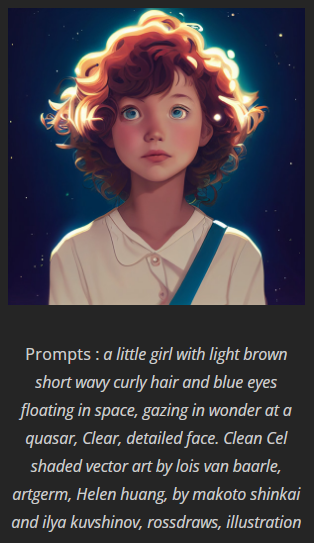 Prompts : a little girl with light brown
short wavy curly hair and blue eyes
floating in space, gazing in wonder at a
quasar, Clear, detailed face. Clean Cel
shaded vector art by lois van baarle,
artgerm, Helen huang, by makoto shinkai
and ilya kuvshinov, rossdraws, illustration